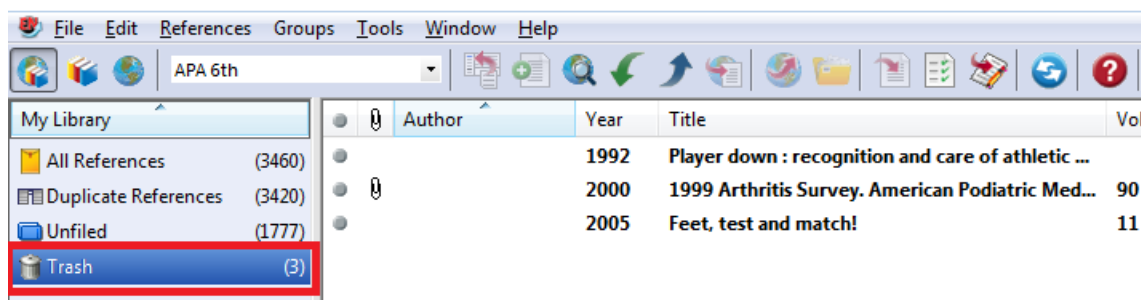 File Edit References Groups Tools Window Help
APA 6th
My Library Author Year Title Vol
All References (3460) 1992 Player down : recognition and care of athletic ...
Duplicate References (3420) 2000 1999 Arthritis Survey. American Podiatric Med... 90
Unfiled (1777) 2005 Feet, test and match! 11
Trash (3)